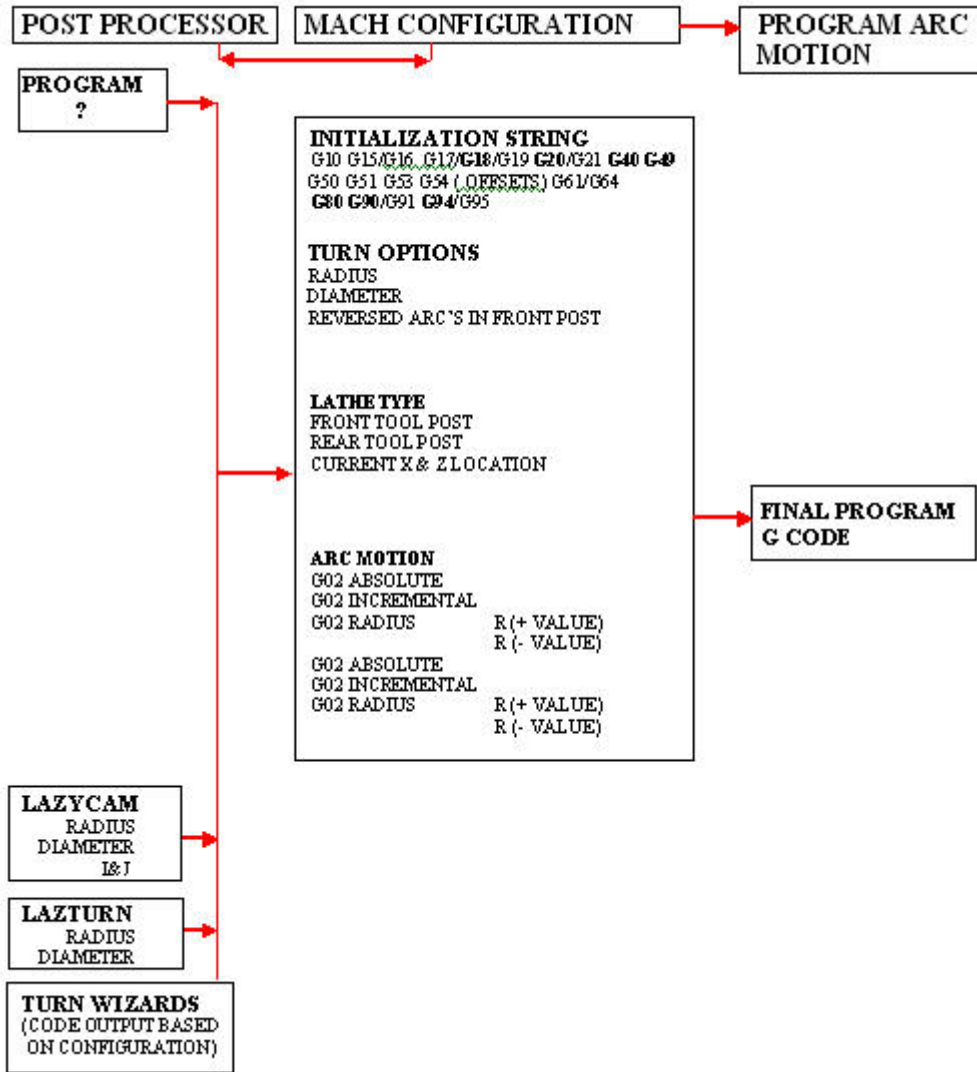 POST PROCESSOR
MACH CONFIGURATION
PROGRAM ARC
MOTION
PROGRAM
?
INITIALIZATION STRING
G10 G15/G16 G17/G18/G19 G20/G21 G40 G49
G50 G51 G53 G54 ( OFFSETS) G61/G64
G80 G90/G91 G94/G95
TURN OPTIONS
RADIUS
DIAMETER
REVERSED ARC'S IN FRONT POST
LATHE TYPE
FRONT TOOL POST
REAR TOOL POST
CURRENT X & Z LOCATION
ARC MOTION
G02 ABSOLUTE
G02 INCREMENTAL
G02 RADIUS R (+ VALUE)
R (- VALUE)
G02 ABSOLUTE
G02 INCREMENTAL
G02 RADIUS R (+ VALUE)
R (- VALUE)
FINAL PROGRAM
G CODE
LAZYCAM
RADIUS
DIAMETER
I&J
LAZTURN
RADIUS
DIAMETER
TURN WIZARDS
(CODE OUTPUT BASED
ON CONFIGURATION)